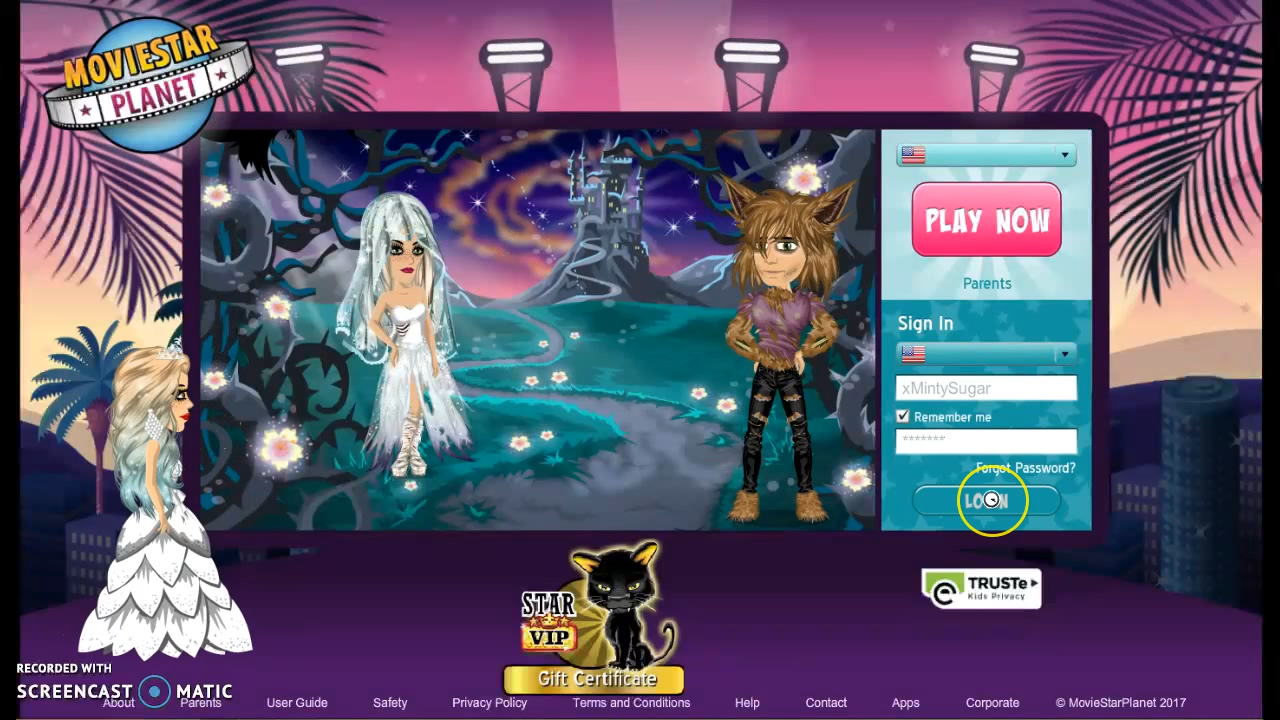 MOVIESTAR
PLANET
PLAY NOW
Parents
Sign In
xMintySugar
Remember me
*******
Forgot Password?
LOGIN
TRUSTe
Kids Privacy
STAR
VIP
Gift Certificate
RECORDED WITH
SCREENCAST MATIC
About Parents User Guide Safety Privacy Policy Terms and Conditions Help Contact Apps Corporate © MovieStarPlanet 2017